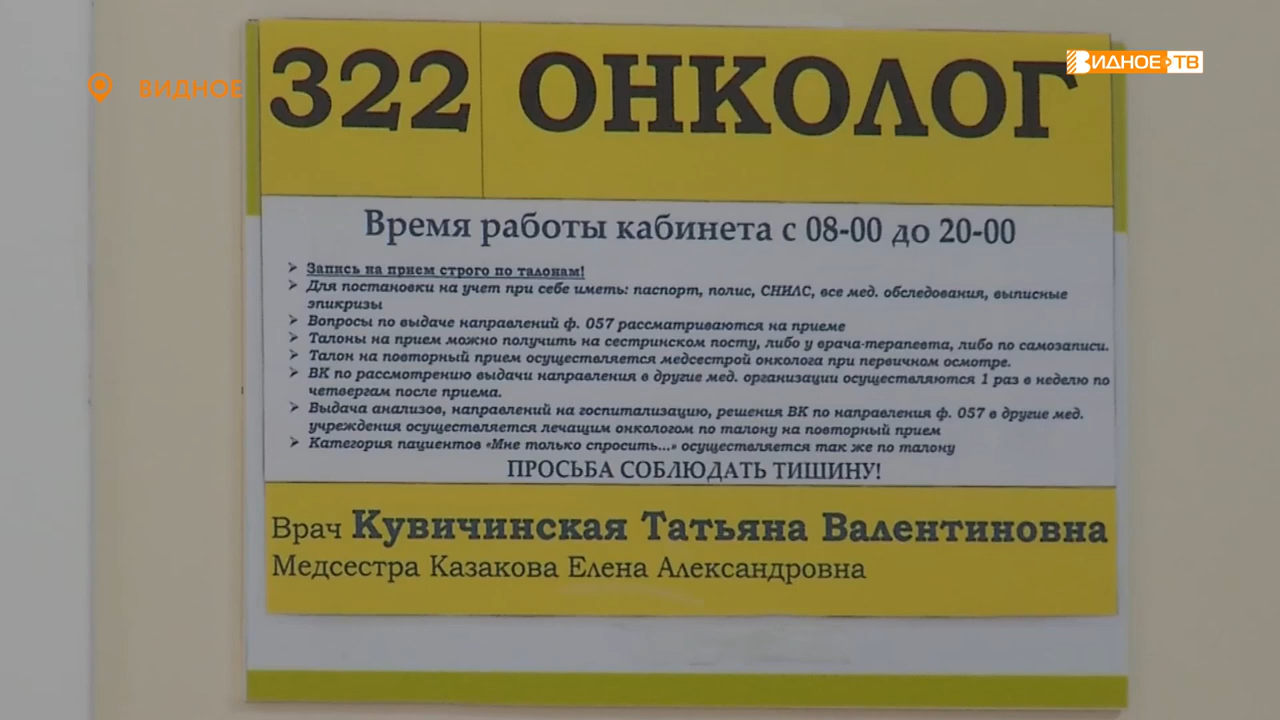 ВИДНОЕ
ВИДНОЕ ТВ
322 ОНКОЛОГ
Время работы кабинета с 08-00 до 20-00
Запись на прием строго по талонам!
Для постановки на учет при себе иметь: паспорт, полис, СНИЛС, все мед. обследования, выписные
эпикризы
Вопросы по выдаче направлений ф. 057 рассматриваются на приеме
Талоны на прием можно получить на сестринском посту, либо у врача-терапевта, либо по самозаписи.
Талон на повторный прием осуществляется медсестрой онколога при первичном осмотре.
ВК по рассмотрению выдачи направления в другие мед. организации осуществляются 1 раз в неделю по
четвергам после приема.
Выдача анализов, направлений на госпитализацию, решения ВК по направления ф. 057 в другие мед.
учреждения осуществляется лечащим онкологом по талону на повторный прием
Категория пациентов «Мне только спросить...» осуществляется так же по талону
ПРОСЬБА СОБЛЮДАТЬ ТИШИНУ!
Врач Кувичинская Татьяна Валентиновна
Медсестра Казакова Елена Александровна